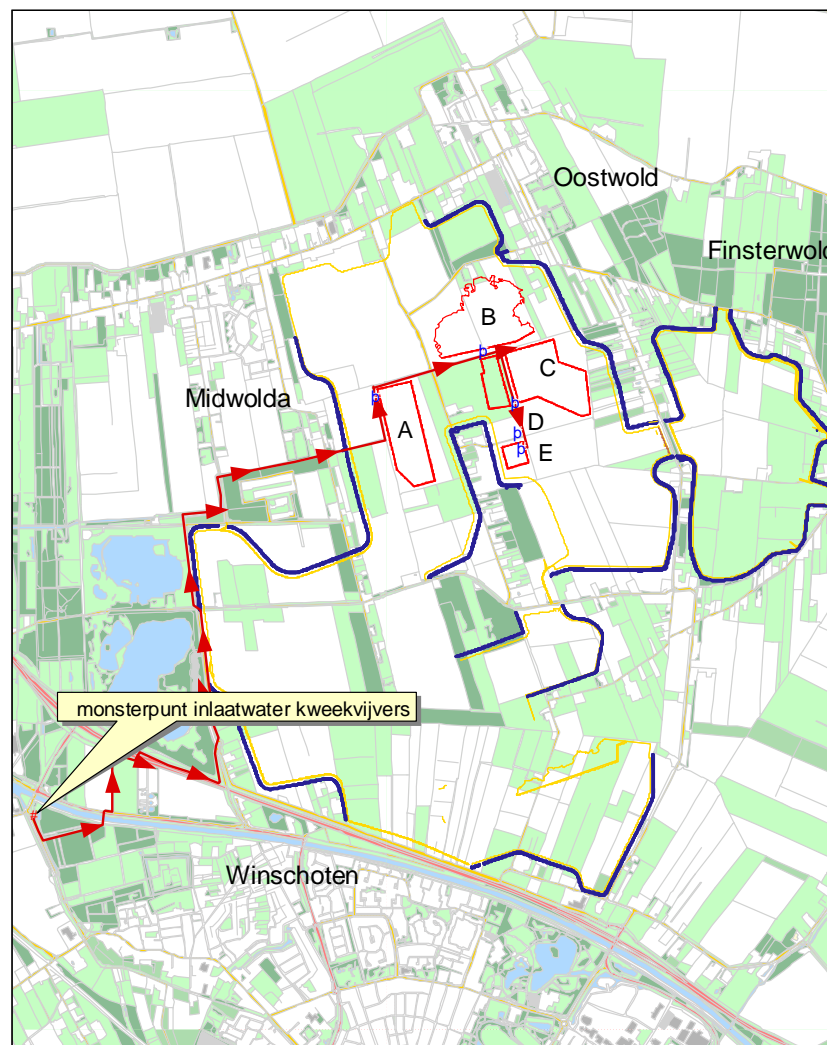 Oostwold
Finsterwold
B
C
Midwolda
A
D
E
p
p
p
p
p
monsterpunt inlaatwater kweekvijvers
Winschoten